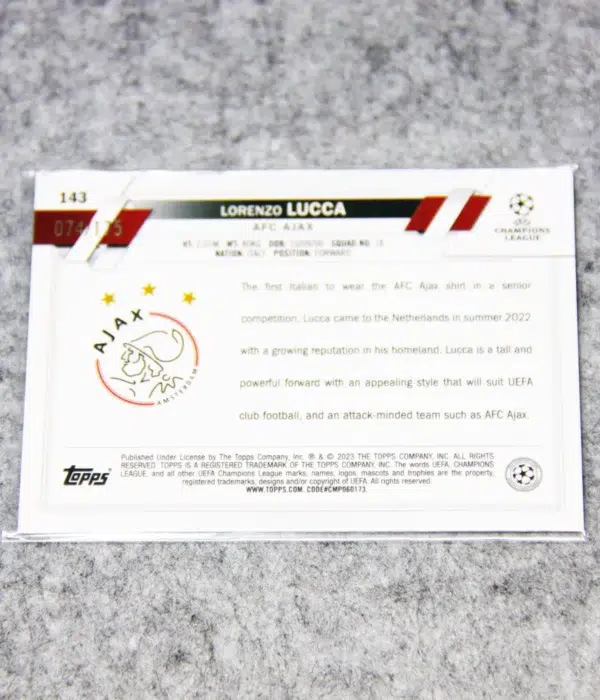 143
074/175
LORENZO LUCCA
AFC AJAX
SQUAD NO. 18
NATION: ITALY POSITION: FORWARD
UEFA
CHAMPIONS
LEAGUE
AJAX
AMSTERDAM
The first Italian to wear the AFC Ajax shirt in a senior
competition, Lucca came to the Netherlands in summer 2022
with a growing reputation in his homeland. Lucca is a tall and
powerful forward with an appealing style that will suit UEFA
club football, and an attack-minded team such as AFC Ajax.
topps
Published Under License by The Topps Company, Inc. ® & © 2023 THE TOPPS COMPANY, INC. ALL RIGHTS
RESERVED. TOPPS IS A REGISTERED TRADEMARK OF THE TOPPS COMPANY, INC. The words UEFA, CHAMPIONS
LEAGUE, and all other UEFA Champions League marks, names, logos, mascots and trophies are the property,
registered trademarks, designs and/or copyright of UEFA. All rights reserved.
WWW.TOPPS.COM. CODE#CMP060173.